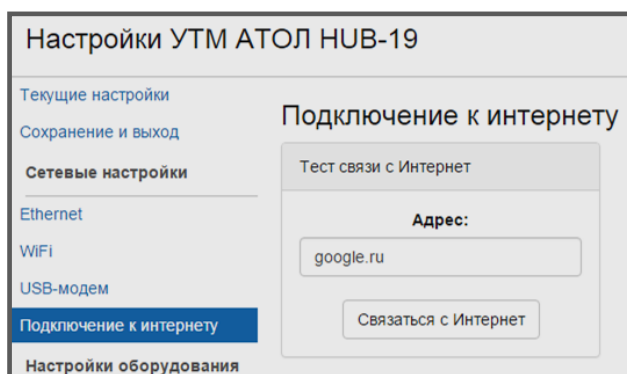 Настройки УТМ АТОЛ HUB-19
Текущие настройки
Сохранение и выход
Сетевые настройки
Ethernet
WiFi
USB-модем
Подключение к интернету
Настройки оборудования
Подключение к интернету
Тест связи с Интернет
Адрес:
google.ru
Связаться с Интернет